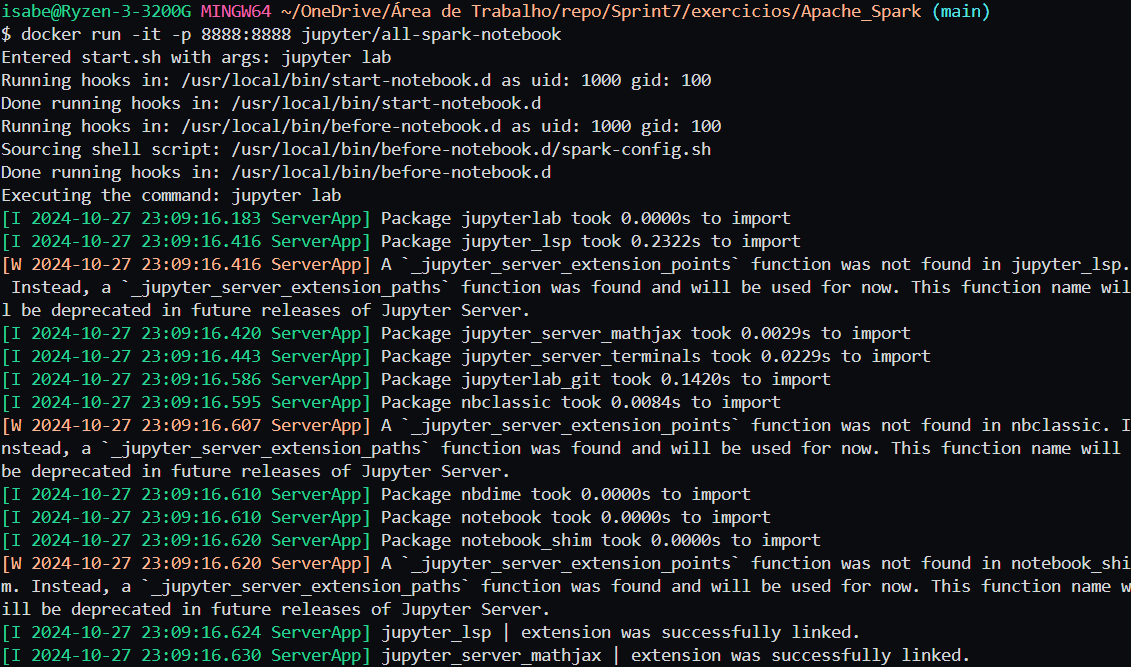 isabe@Ryzen-3-3200G MINGW64 ~/OneDrive/Área de Trabalho/repo/Sprint7/exercicios/Apache_Spark (main)
$ docker run -it -p 8888:8888 jupyter/all-spark-notebook
Entered start.sh with args: jupyter lab
Running hooks in: /usr/local/bin/start-notebook.d as uid: 1000 gid: 100
Done running hooks in: /usr/local/bin/start-notebook.d
Running hooks in: /usr/local/bin/before-notebook.d as uid: 1000 gid: 100
Sourcing shell script: /usr/local/bin/before-notebook.d/spark-config.sh
Done running hooks in: /usr/local/bin/before-notebook.d
Executing the command: jupyter lab
[I 2024-10-27 23:09:16.183 ServerApp] Package jupyterlab took 0.0000s to import
[I 2024-10-27 23:09:16.416 ServerApp] Package jupyter_lsp took 0.2322s to import
[W 2024-10-27 23:09:16.416 ServerApp] A `_jupyter_server_extension_points` function was not found in jupyter_lsp.
 Instead, a `_jupyter_server_extension_paths` function was found and will be used for now. This function name wil
l be deprecated in future releases of Jupyter Server.
[I 2024-10-27 23:09:16.420 ServerApp] Package jupyter_server_mathjax took 0.0029s to import
[I 2024-10-27 23:09:16.443 ServerApp] Package jupyter_server_terminals took 0.0229s to import
[I 2024-10-27 23:09:16.586 ServerApp] Package jupyterlab_git took 0.1420s to import
[I 2024-10-27 23:09:16.595 ServerApp] Package nbclassic took 0.0084s to import
[W 2024-10-27 23:09:16.607 ServerApp] A `_jupyter_server_extension_points` function was not found in nbclassic. I
nstead, a `_jupyter_server_extension_paths` function was found and will be used for now. This function name will
be deprecated in future releases of Jupyter Server.
[I 2024-10-27 23:09:16.610 ServerApp] Package nbdime took 0.0000s to import
[I 2024-10-27 23:09:16.610 ServerApp] Package notebook took 0.0000s to import
[I 2024-10-27 23:09:16.620 ServerApp] Package notebook_shim took 0.0000s to import
[W 2024-10-27 23:09:16.620 ServerApp] A `_jupyter_server_extension_points` function was not found in notebook_shi
m. Instead, a `_jupyter_server_extension_paths` function was found and will be used for now. This function name w
ill be deprecated in future releases of Jupyter Server.
[I 2024-10-27 23:09:16.624 ServerApp] jupyter_lsp | extension was successfully linked.
[I 2024-10-27 23:09:16.630 ServerApp] jupyter_server_mathjax | extension was successfully linked.